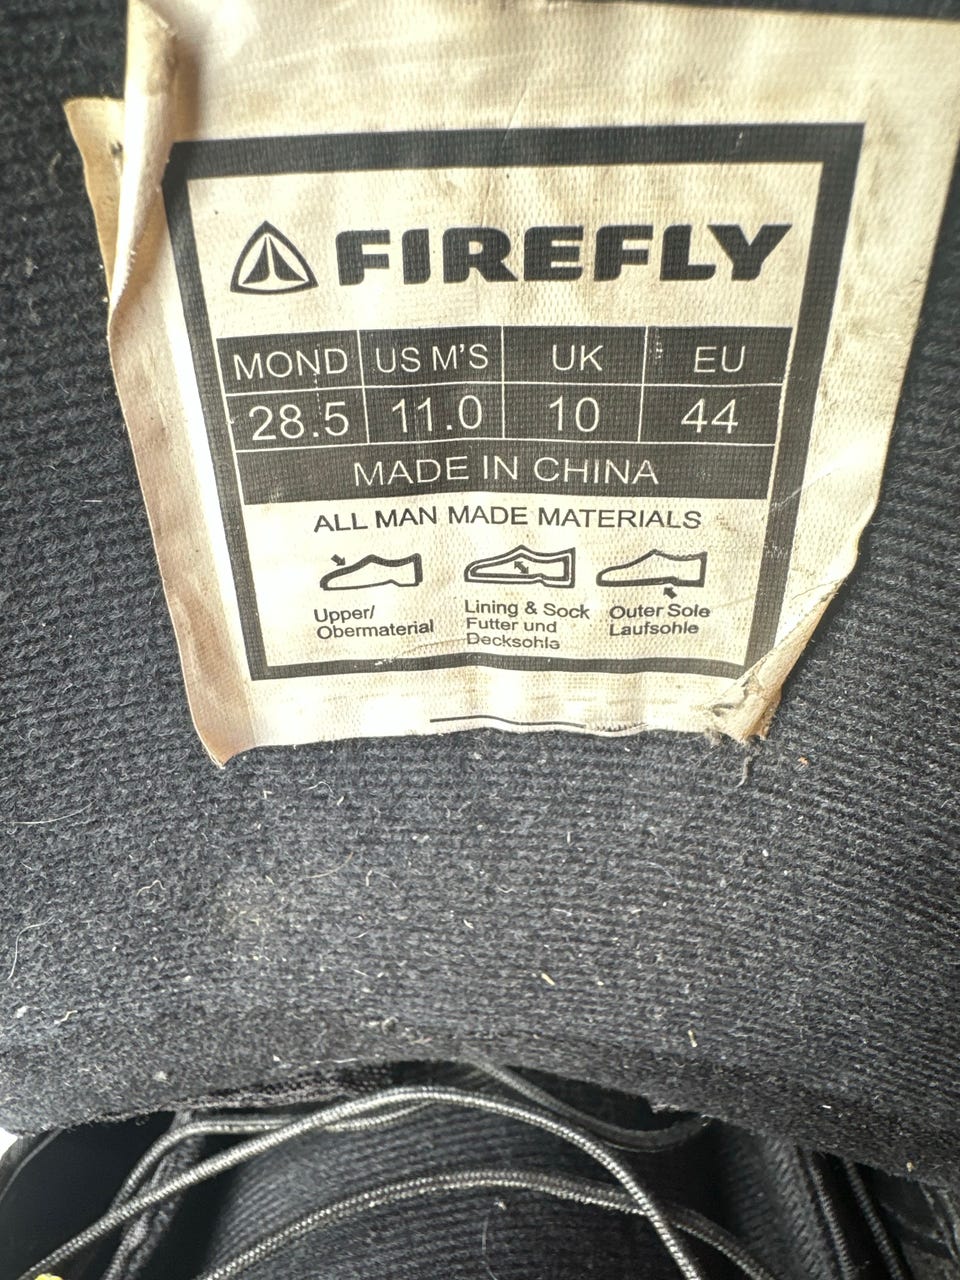 FIREFLY
MOND US M'S UK EU
28.5 11.0 10 44
MADE IN CHINA
ALL MAN MADE MATERIALS
Upper/
Obermaterial
Lining & Sock
Futter und
Decksohla
Outer Sole
Laufsohle